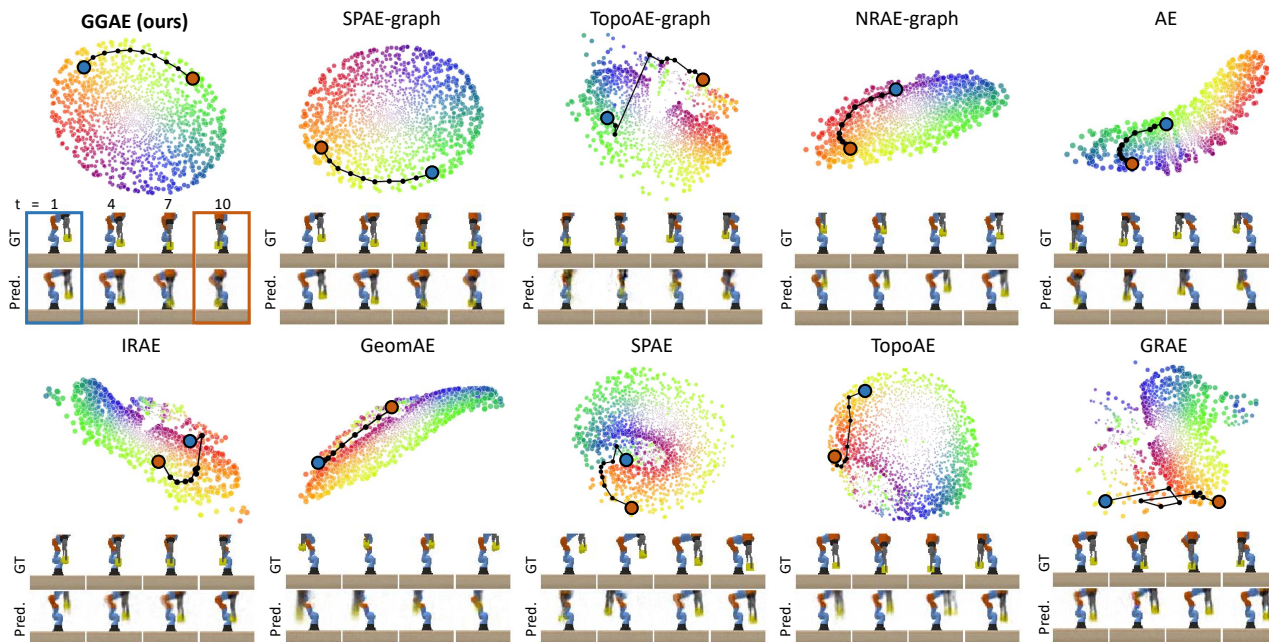 GGAE (ours) SPAE-graph TopoAE-graph NRAE-graph AE
t = 1 4 7 10
GT GT GT GT GT
Pred. Pred. Pred. Pred. Pred.
IRAE GeomAE SPAE TopoAE GRAE
GT GT GT GT GT
Pred. Pred. Pred. Pred. Pred.